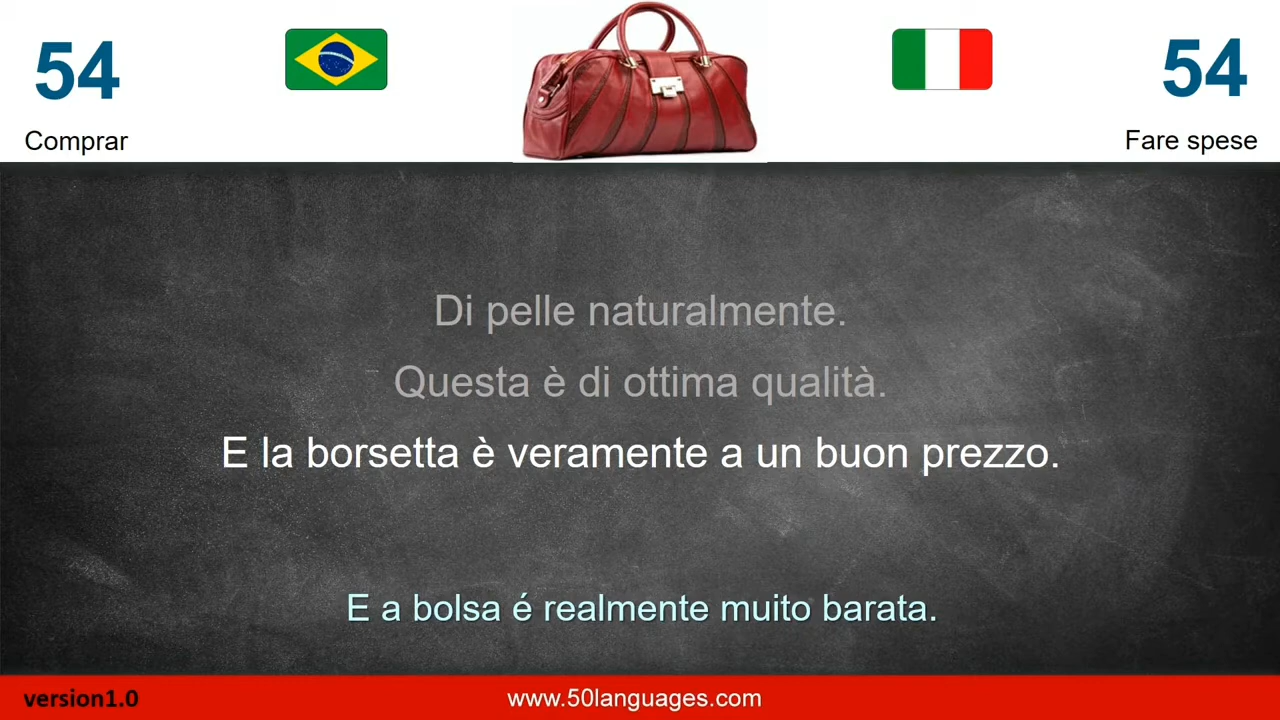 54
54
Comprar
Fare spese
Di pelle naturalmente.
Questa è di ottima qualità.
E la borsetta è veramente a un buon prezzo.
E a bolsa é realmente muito barata.
version1.0
www.50languages.com